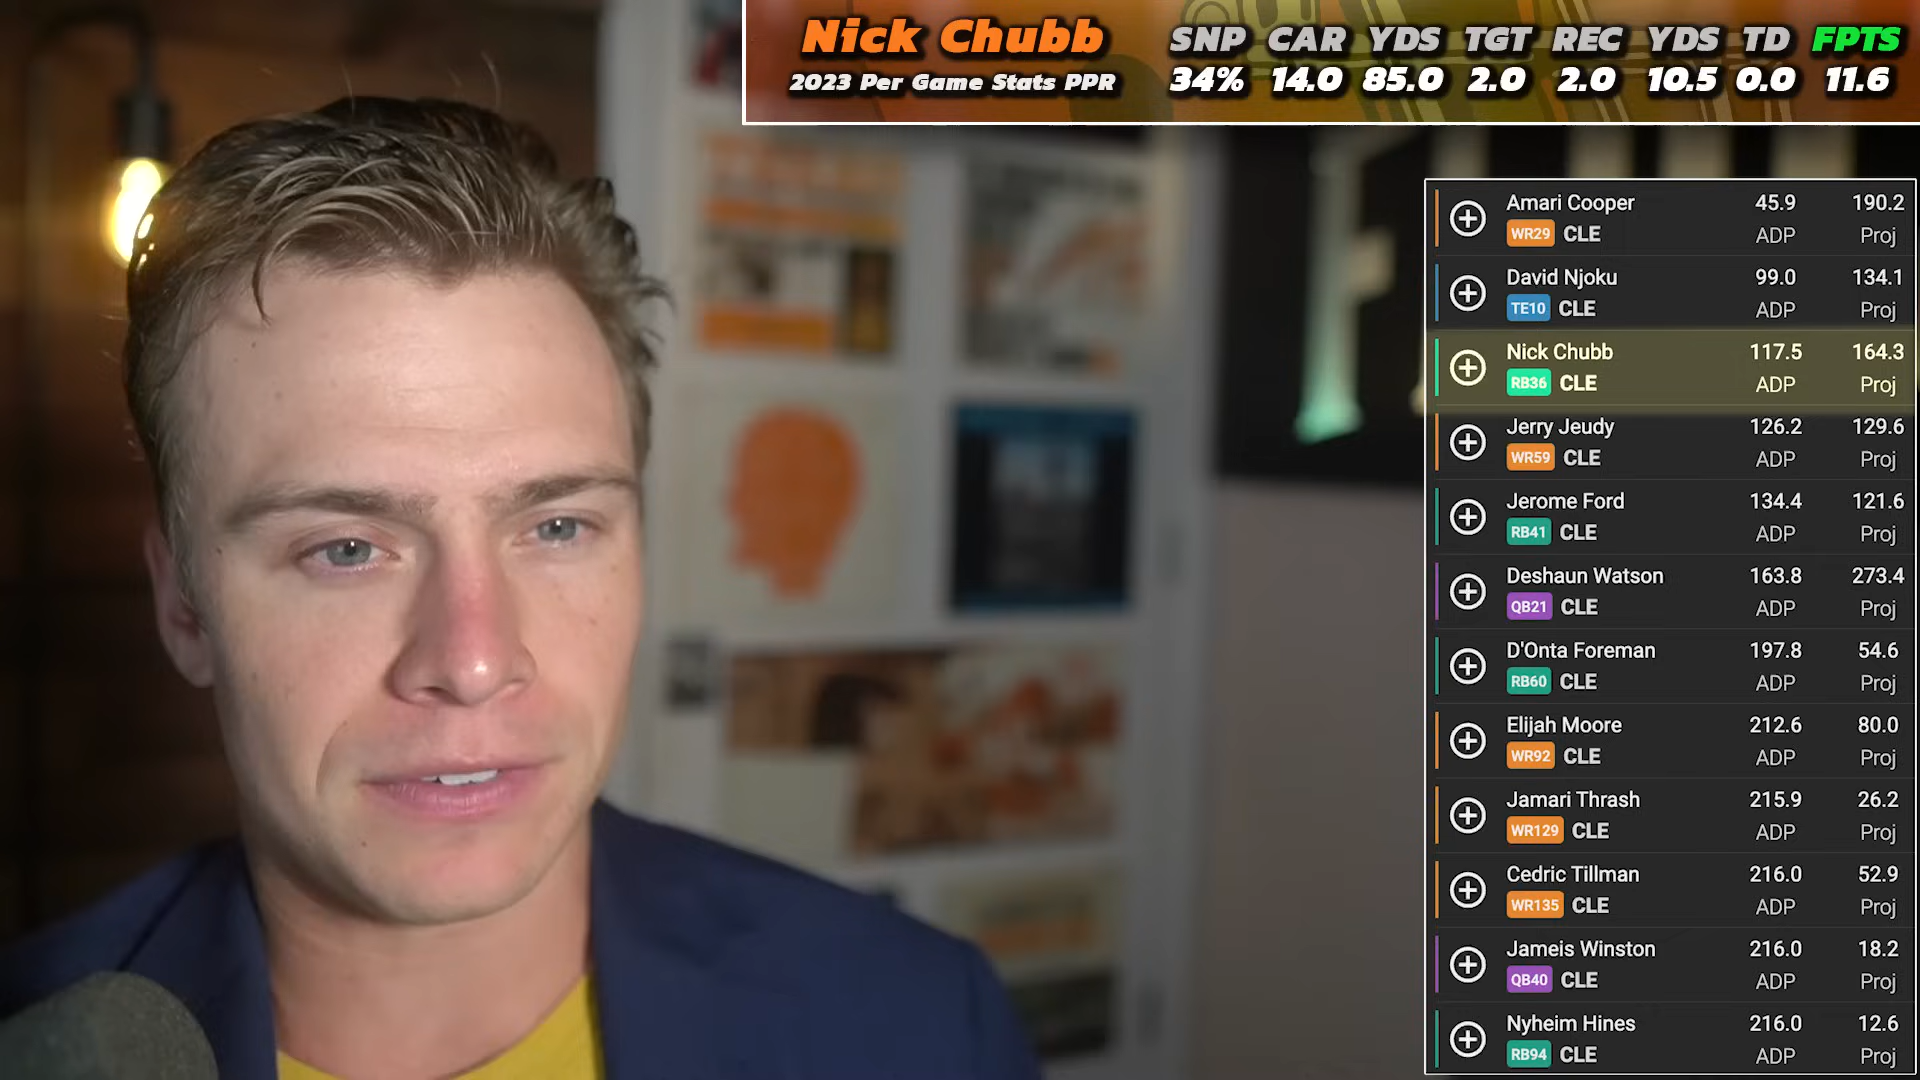 Nick Chubb
2023 Per Game Stats PPR
SNP CAR YDS TGT REC YDS TD FPTS
34% 14.0 85.0 2.0 2.0 10.5 0.0 11.6
Amari Cooper 45.9 190.2
WR29 CLE ADP Proj
David Njoku 99.0 134.1
TE10 CLE ADP Proj
Nick Chubb 117.5 164.3
RB36 CLE ADP Proj
Jerry Jeudy 126.2 129.6
WR59 CLE ADP Proj
Jerome Ford 134.4 121.6
RB41 CLE ADP Proj
Deshaun Watson 163.8 273.4
QB21 CLE ADP Proj
D'Onta Foreman 197.8 54.6
RB60 CLE ADP Proj
Elijah Moore 212.6 80.0
WR92 CLE ADP Proj
Jamari Thrash 215.9 26.2
WR129 CLE ADP Proj
Cedric Tillman 216.0 52.9
WR135 CLE ADP Proj
Jameis Winston 216.0 18.2
QB40 CLE ADP Proj
Nyheim Hines 216.0 12.6
RB94 CLE ADP Proj